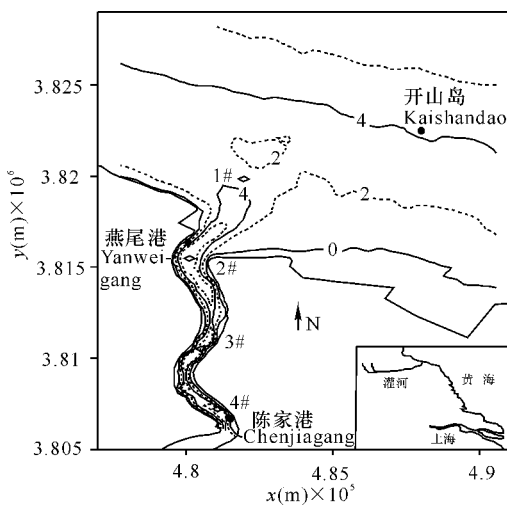 3.825
开山岛
Kaishandao
4
3.82
2
1#
4
2
燕尾港
Yanwei-
gang
3.815
0
2#
N
3.81
3#
灌河
黄海
上海
4#
陈家港
Chenjiagang
3.805
4.8
4.85
4.9
x(m)×10⁵
y(m)×10⁶